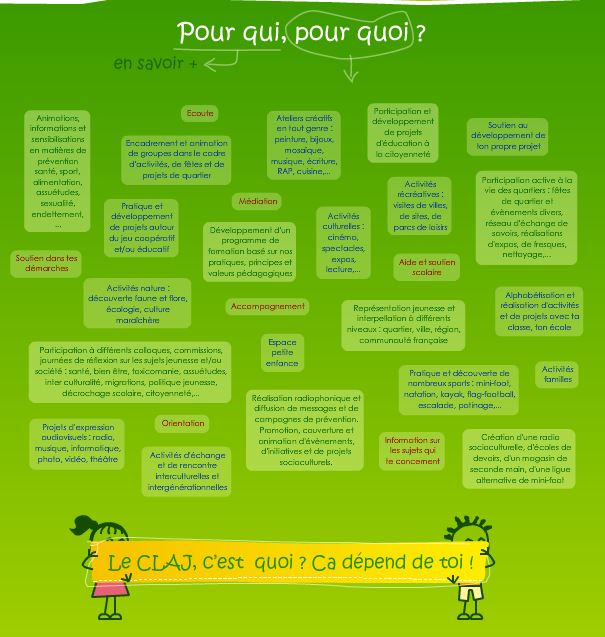 Pour qui, pour quoi ?
en savoir +
Animations,
informations et
sensibilisations
en matières de
prévention
santé, sport,
alimentation,
assuétudes,
sexualité,
endettement,
...
Ecoute
Encadrement et animation
de groupes dans le cadre
d'activités, de fêtes et de
projets de quartier
Ateliers créatifs
en tout genre :
peinture, bijoux,
mosaïque,
musique, écriture,
RAP, cuisine,...
Participation et
développement
de projets
d'éducation à
la citoyenneté
Soutien au
développement de
ton propre projet
Pratique et
développement
de projets autour
du jeu coopératif
et/ou éducatif
Médiation
Développement d'un
programme de
formation basé sur nos
pratiques, principes et
valeurs pédagogiques
Activités
culturelles :
cinéma,
spectacles,
expos,
lecture,...
Activités
récréatives :
visites de villes,
de sites, de
parcs de loisirs
Participation active à la
vie des quartiers : fêtes
de quartier et
évènements divers,
réseau d'échange de
savoirs, réalisations
d'expos, de fresques,
nettoyage,...
Soutien dans tes
démarches
Aide et soutien
scolaire
Activités nature :
découverte faune et flore,
écologie, culture
maraîchère
Accompagnement
Représentation jeunesse et
interpellation à différents
niveaux : quartier, ville, région,
communauté française
Alphabétisation et
réalisation d'activités
et de projets avec ta
classe, ton école
Participation à différents colloques, commissions,
journées de réflexion sur les sujets jeunesse et/ou
société : santé, bien être, toxicomanie, assuétudes,
inter culturalité, migrations, politique jeunesse,
décrochage scolaire, citoyenneté,...
Espace
petite
enfance
Pratique et découverte de
nombreux sports : mini-foot,
natation, kayak, flag-football,
escalade, patinage,...
Activités
familles
Projets d'expression
audiovisuels : radio,
musique, informatique,
photo, vidéo, théâtre
Orientation
Activités d'échange
et de rencontre
interculturelles et
intergénérationnelles
Réalisation radiophonique et
diffusion de messages et de
campagnes de prévention.
Promotion, couverture et
animation d'évènements,
d'initiatives et de projets
socioculturels.
Information sur
les sujets qui
te concernent
Création d'une radio
socioculturelle, d'écoles de
devoirs, d'un magasin de
seconde main, d'une ligue
alternative de mini-foot
Le CLAJ, c'est quoi ? Ca dépend de toi !